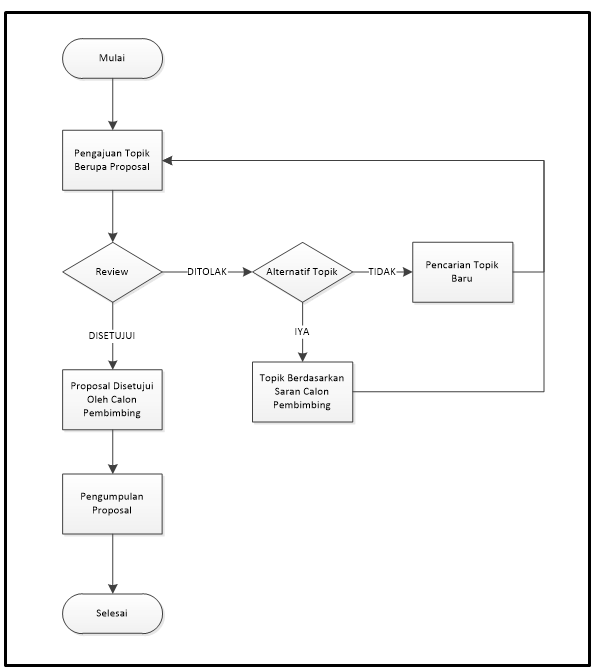 Mulai
Pengajuan Topik
Berupa Proposal
Review
DITOLAK
Alternatif Topik
TIDAK
Pencarian Topik
Baru
DISETUJUI
IYA
Proposal Disetujui
Oleh Calon
Pembimbing
Topik Berdasarkan
Saran Calon
Pembimbing
Pengumpulan
Proposal
Selesai